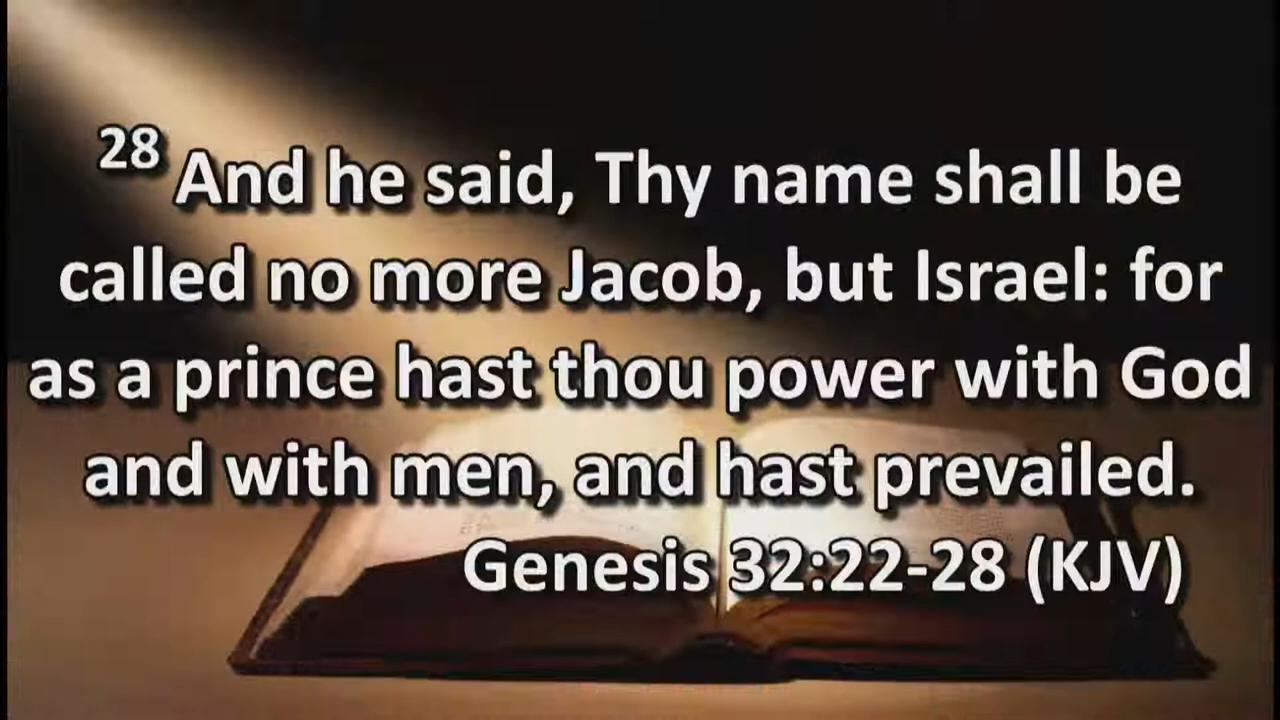 28 And he said, Thy name shall be
called no more Jacob, but Israel: for
as a prince hast thou power with God
and with men, and hast prevailed.
Genesis 32:22-28 (KJV)